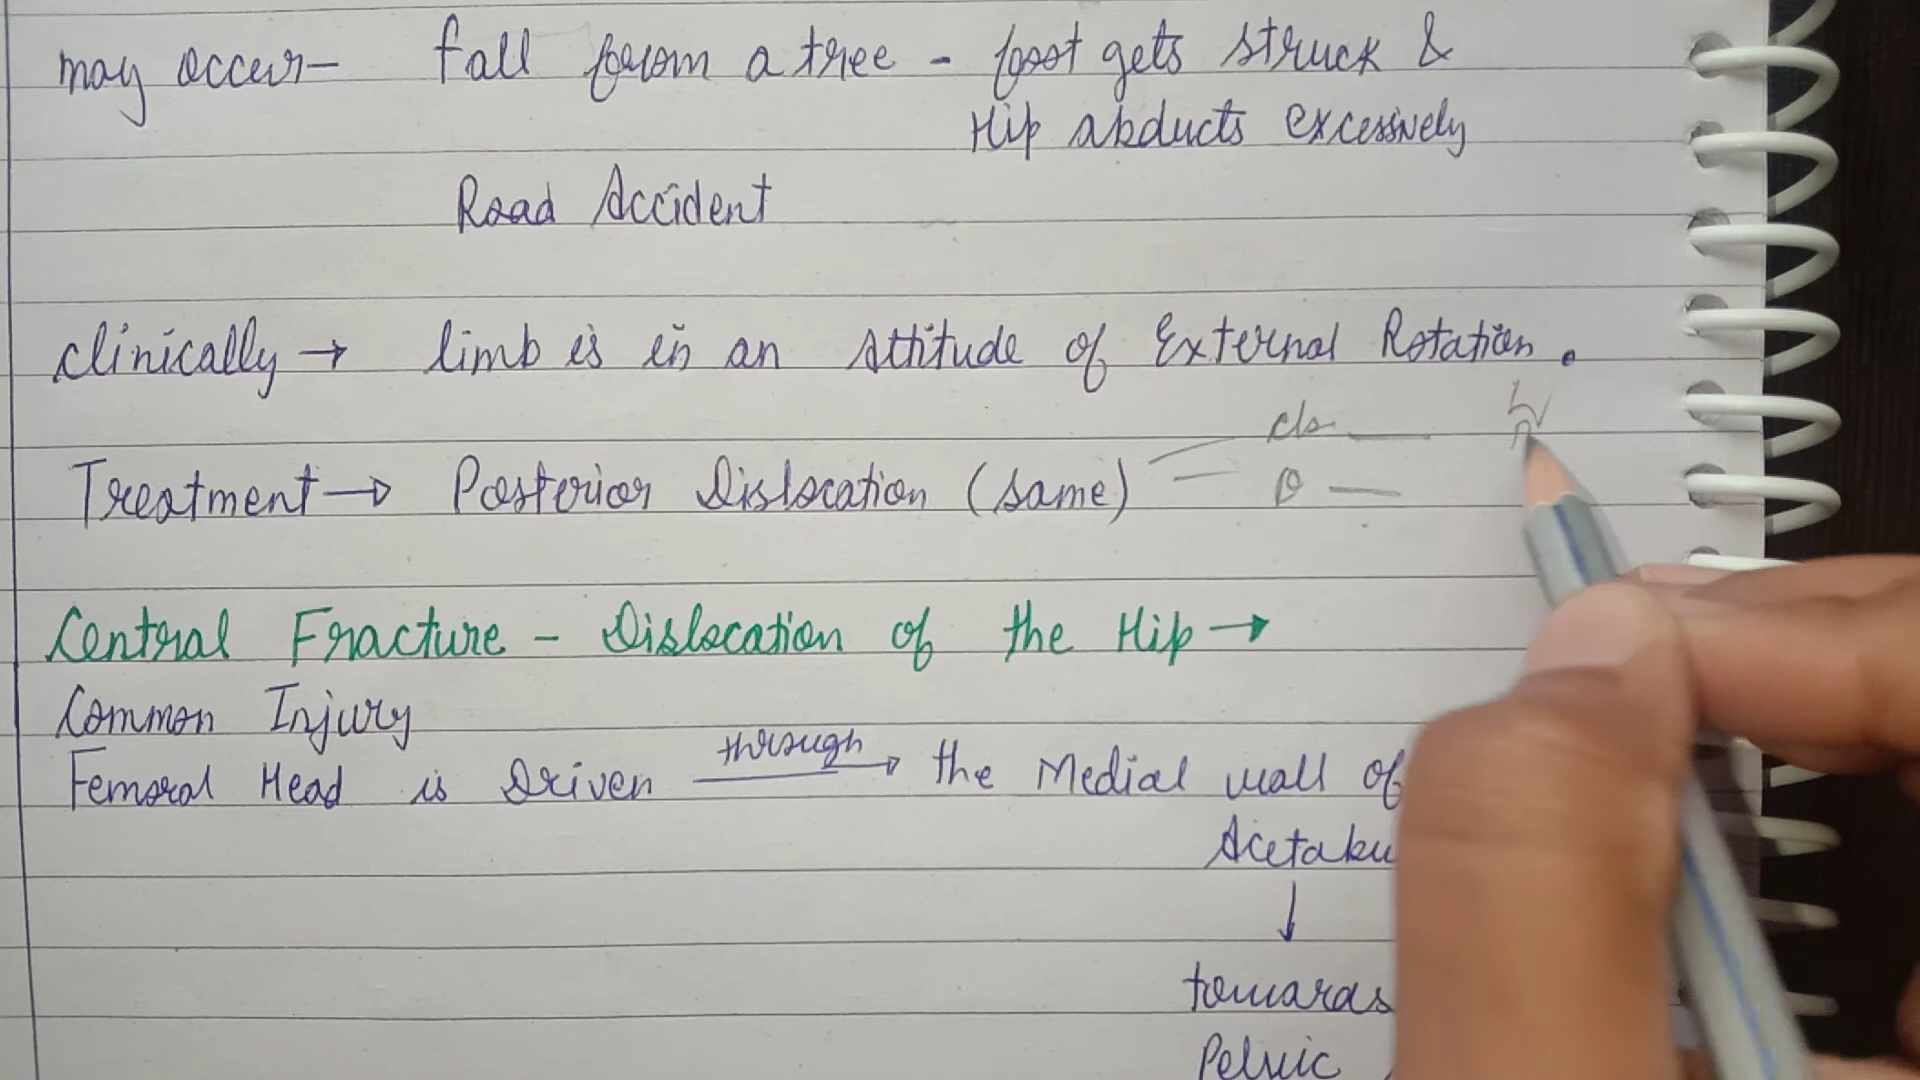 may occur- fall from a tree - foot gets struck &
Hip abducts excessively
Road Accident
clinically → limb is in an Attitude of External Rotation.
Treatment → Posterior Dislocation (same)
Central Fracture - Dislocation of the Hip →
Common Injury
Femoral Head is Driven through → the Medial wall of
Acetabu
↓
towards
Pelvic